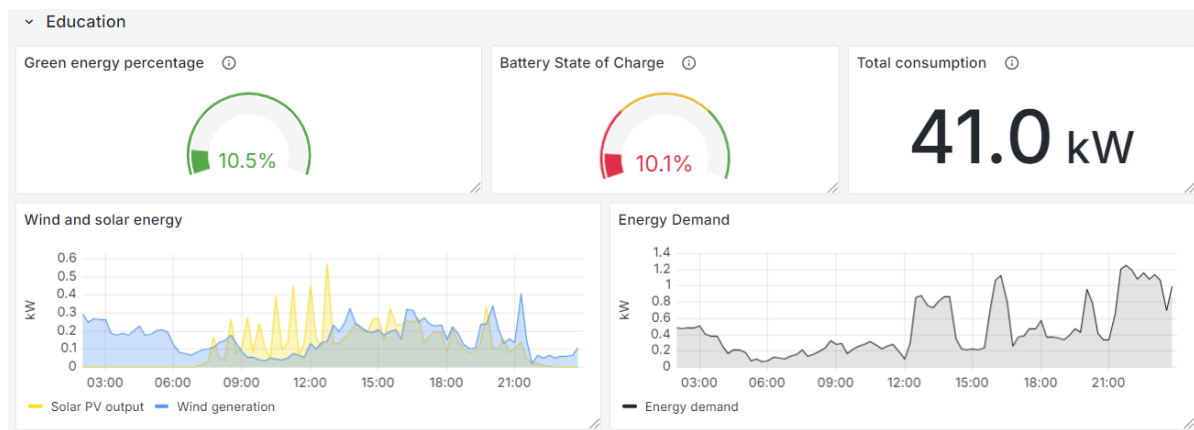 Education
Green energy percentage
10.5%
Battery State of Charge
10.1%
Total consumption
41.0 kW
Wind and solar energy
kW
0.6
0.5
0.4
0.3
0.2
0.1
0
03:00 06:00 09:00 12:00 15:00 18:00 21:00
Solar PV output Wind generation
Energy Demand
kW
1.4
1.2
1
0.8
0.6
0.4
0.2
0
03:00 06:00 09:00 12:00 15:00 18:00 21:00
Energy demand